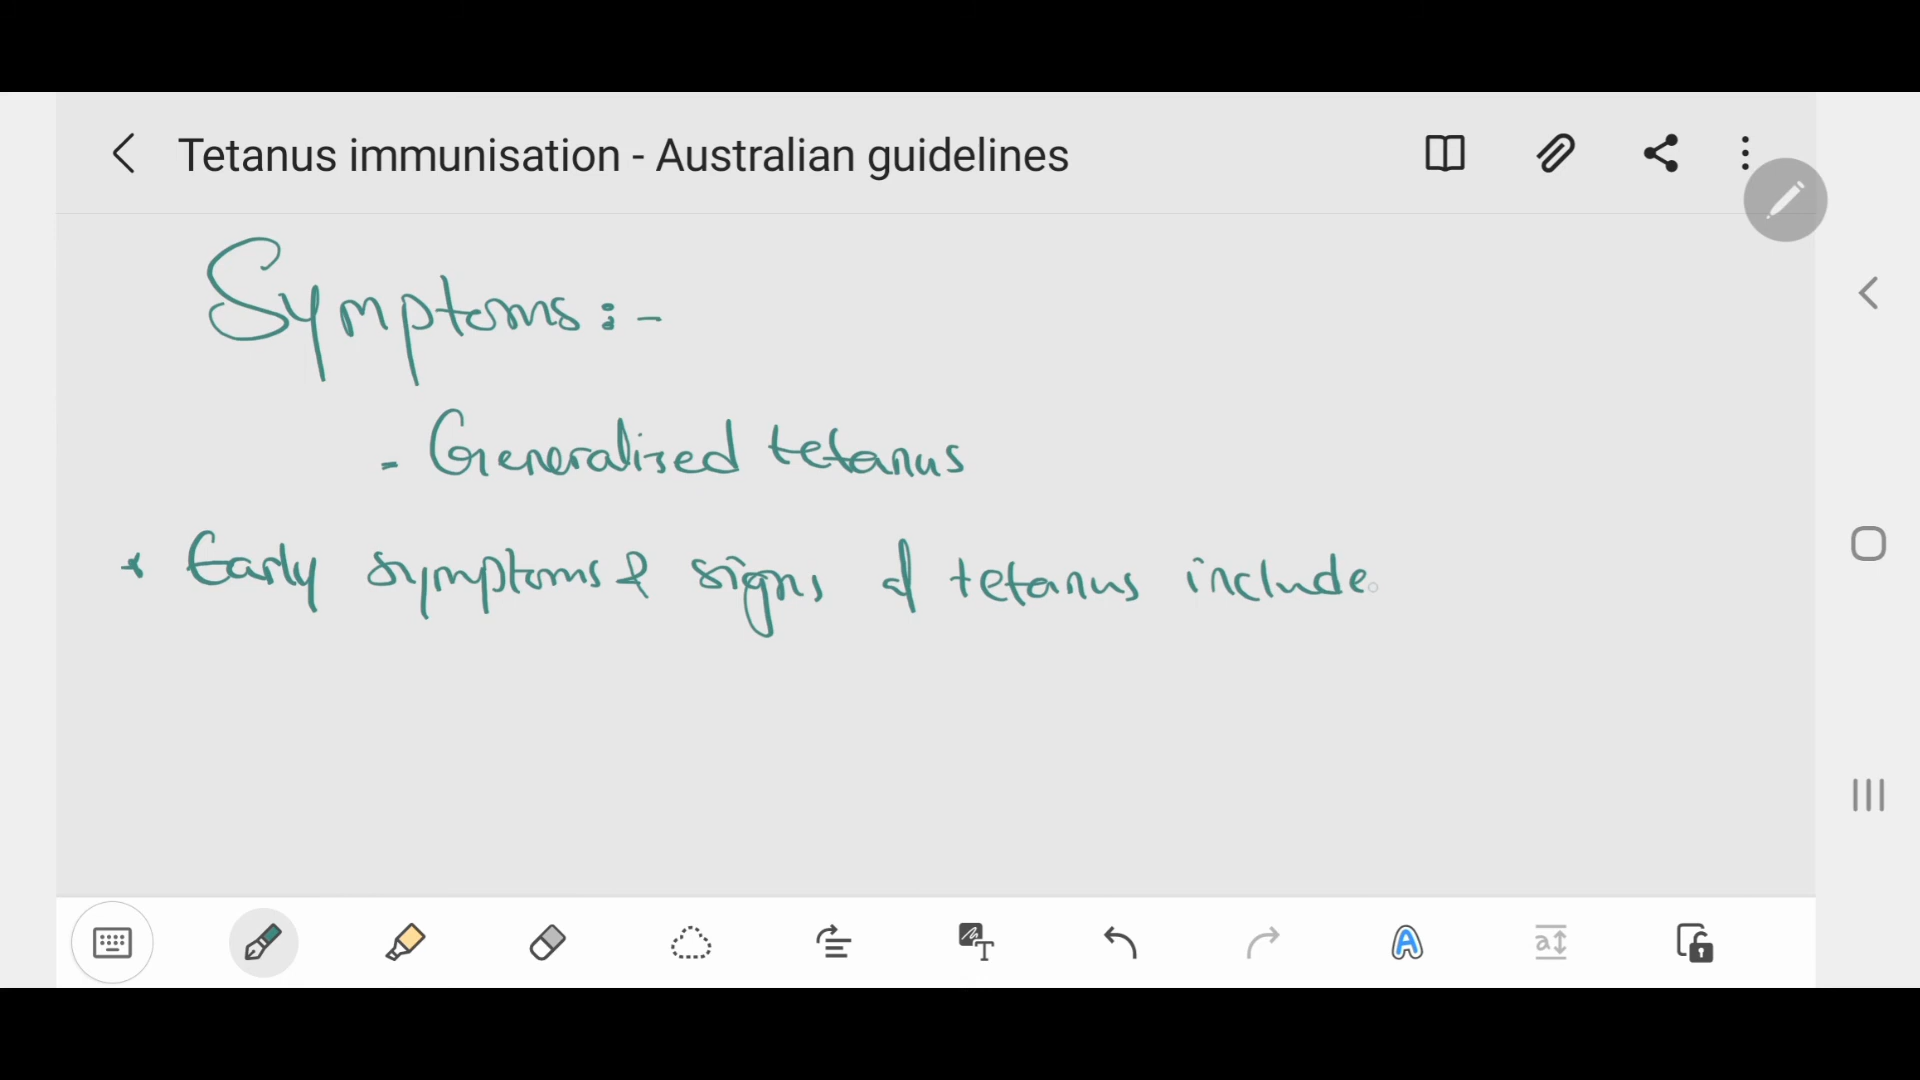 Tetanus immunisation - Australian guidelines
Symptoms : -
- Generalised tetanus
* Early symptoms & signs of tetanus include